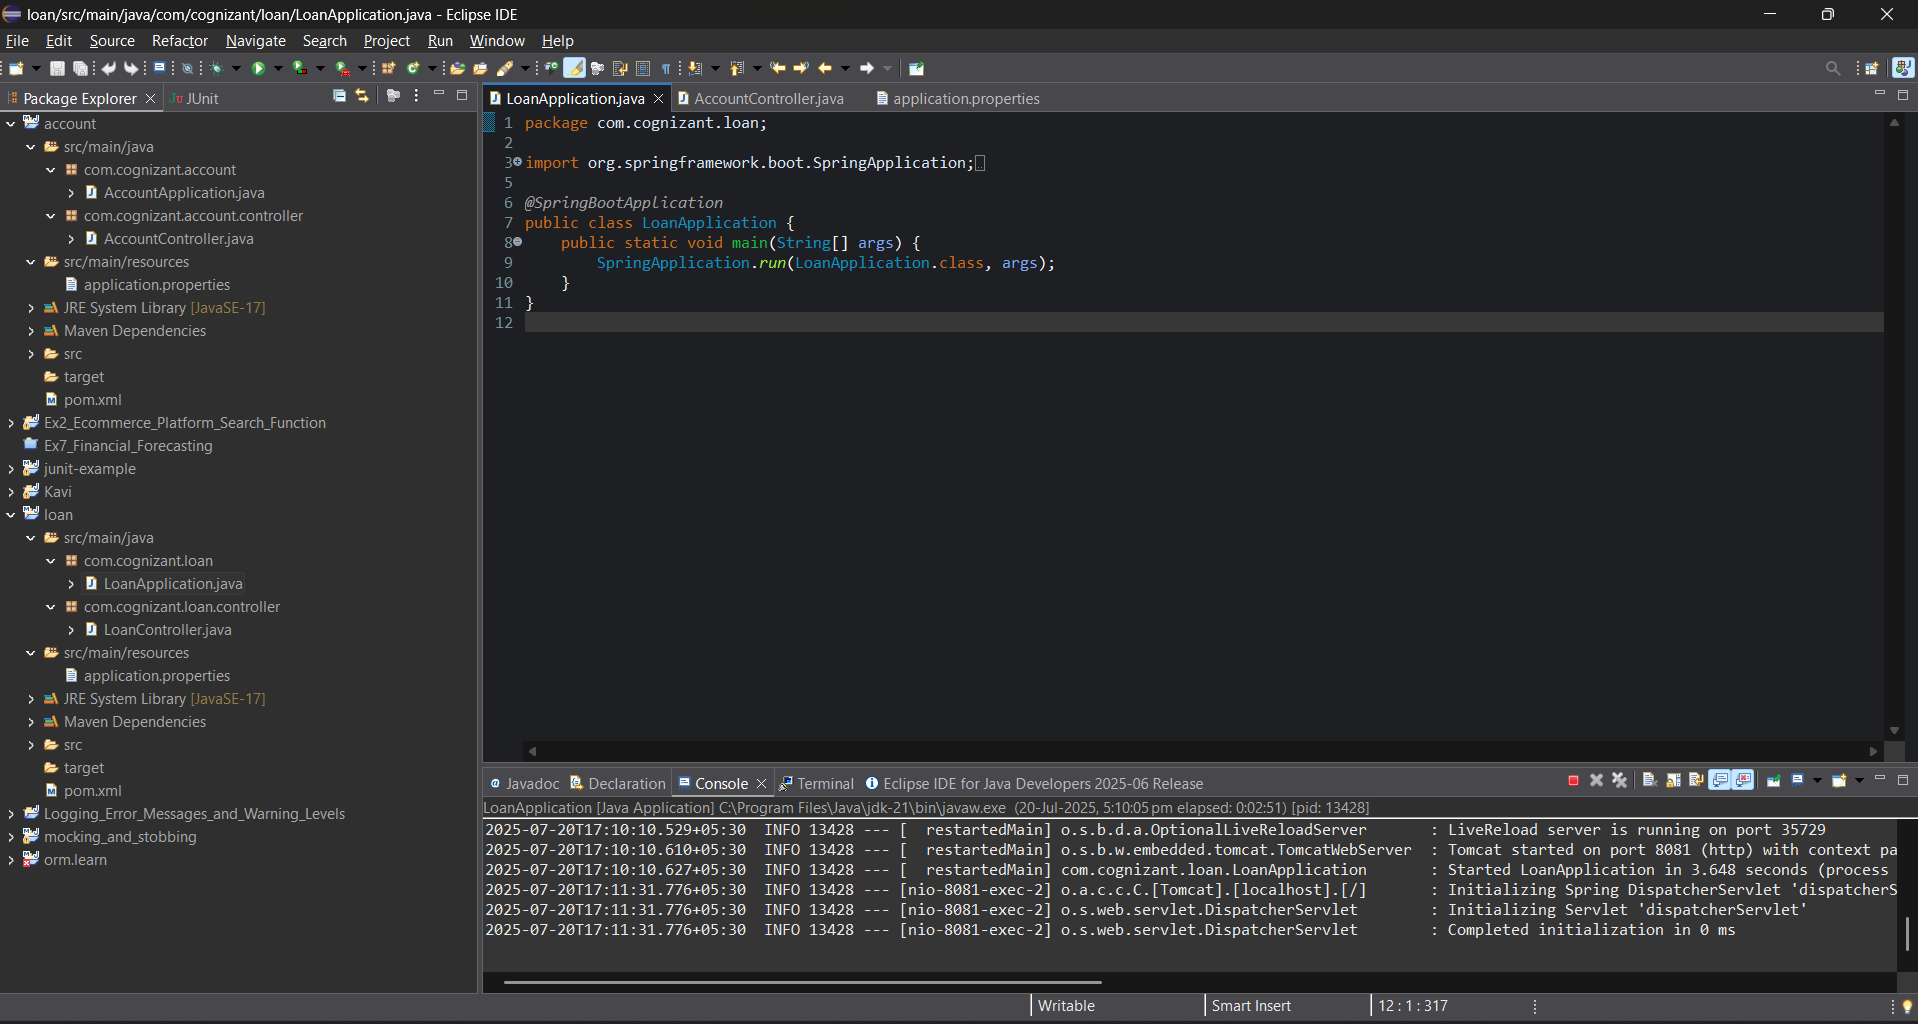 loan/src/main/java/com/cognizant/loan/LoanApplication.java - Eclipse IDE
File Edit Source Refactor Navigate Search Project Run Window Help
Package Explorer JUnit
account
src/main/java
com.cognizant.account
AccountApplication.java
com.cognizant.account.controller
AccountController.java
src/main/resources
application.properties
JRE System Library [JavaSE-17]
Maven Dependencies
src
target
pom.xml
Ex2_Ecommerce_Platform_Search_Function
Ex7_Financial_Forecasting
junit-example
Kavi
loan
src/main/java
com.cognizant.loan
LoanApplication.java
com.cognizant.loan.controller
LoanController.java
src/main/resources
application.properties
JRE System Library [JavaSE-17]
Maven Dependencies
src
target
pom.xml
Logging_Error_Messages_and_Warning_Levels
mocking_and_stobbing
orm.learn
LoanApplication.java AccountController.java application.properties
1 package com.cognizant.loan;
2
3 import org.springframework.boot.SpringApplication;
5
6 @SpringBootApplication
7 public class LoanApplication {
8 public static void main(String[] args) {
9 SpringApplication.run(LoanApplication.class, args);
10 }
11 }
12
Javadoc Declaration Console Terminal Eclipse IDE for Java Developers 2025-06 Release
LoanApplication [Java Application] C:\Program Files\Java\jdk-21\bin\javaw.exe (20-Jul-2025, 5:10:05 pm elapsed: 0:02:51) [pid: 13428]
2025-07-20T17:10:10.529+05:30 INFO 13428 --- [ restartedMain] o.s.b.d.a.OptionalLiveReloadServer : LiveReload server is running on port 35729
2025-07-20T17:10:10.610+05:30 INFO 13428 --- [ restartedMain] o.s.b.w.embedded.tomcat.TomcatWebServer : Tomcat started on port 8081 (http) with context pa
2025-07-20T17:10:10.627+05:30 INFO 13428 --- [ restartedMain] com.cognizant.loan.LoanApplication : Started LoanApplication in 3.648 seconds (process
2025-07-20T17:11:31.776+05:30 INFO 13428 --- [nio-8081-exec-2] o.a.c.c.C.[Tomcat].[localhost].[/] : Initializing Spring DispatcherServlet 'dispatcherS
2025-07-20T17:11:31.776+05:30 INFO 13428 --- [nio-8081-exec-2] o.s.web.servlet.DispatcherServlet : Initializing Servlet 'dispatcherServlet'
2025-07-20T17:11:31.776+05:30 INFO 13428 --- [nio-8081-exec-2] o.s.web.servlet.DispatcherServlet : Completed initialization in 0 ms
Writable Smart Insert 12 : 1 : 317